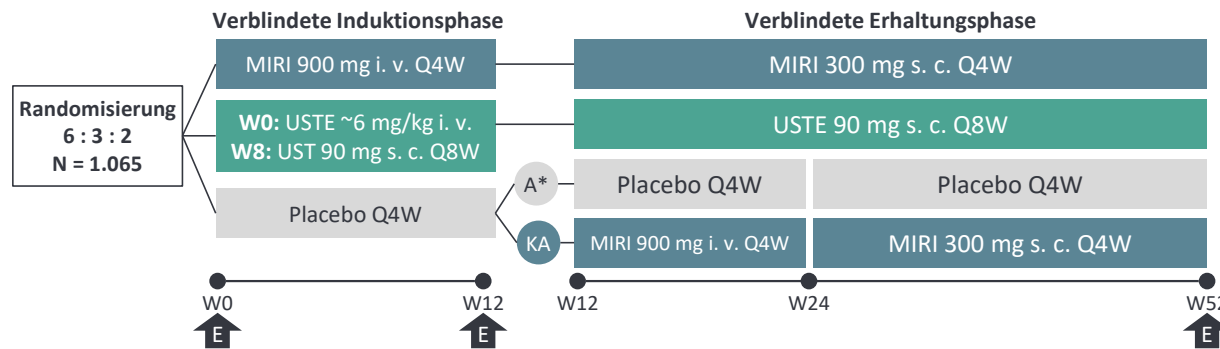 Verblindete Induktionsphase
Verblindete Erhaltungsphase
Randomisierung
6 : 3 : 2
N = 1.065
MIRI 900 mg i. v. Q4W
MIRI 300 mg s. c. Q4W
W0: USTE ~6 mg/kg i. v.
W8: UST 90 mg s. c. Q8W
USTE 90 mg s. c. Q8W
Placebo Q4W
A*
Placebo Q4W
Placebo Q4W
KA
MIRI 900 mg i. v. Q4W
MIRI 300 mg s. c. Q4W
W0
W12
W12
W24
W52
E
E
E